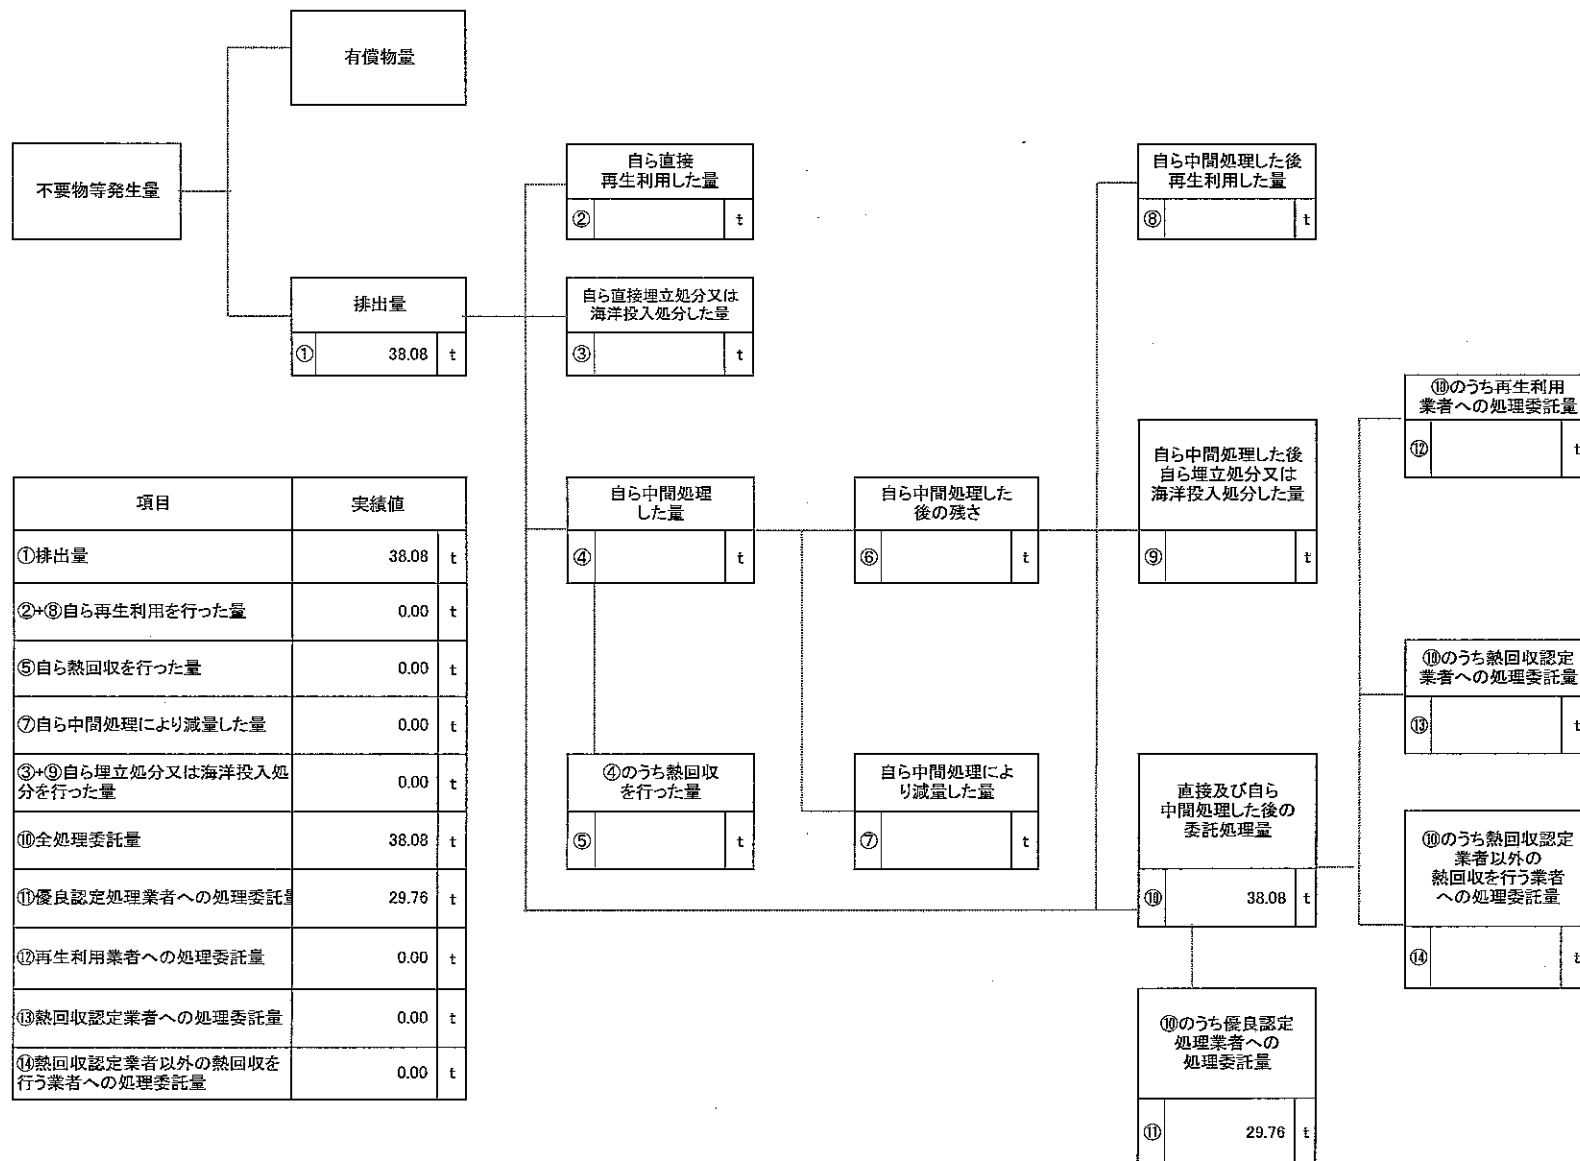 有償物量
不要物等発生量
排出量
① 38.08 t
自ら直接
再生利用した量
② t
自ら直接埋立処分又は
海洋投入処分した量
③ t
自ら中間処理
した量
④ t
④のうち熱回収
を行った量
⑤ t
自ら中間処理した
後の残さ
⑥ t
自ら中間処理によ
り減量した量
⑦ t
自ら中間処理した後
再生利用した量
⑧ t
自ら中間処理した後
自ら埋立処分又は
海洋投入処分した量
⑨ t
直接及び自ら
中間処理した後の
委託処理量
⑩ 38.08 t
⑩のうち優良認定
処理業者への
処理委託量
⑪ 29.76 t
⑩のうち再生利用
業者への処理委託量
⑫ t
⑩のうち熱回収認定
業者への処理委託量
⑬ t
⑩のうち熱回収認定
業者以外の
熱回収を行う業者
への処理委託量
⑭ t
項目 実績値
①排出量 38.08 t
②+⑧自ら再生利用を行った量 0.00 t
⑤自ら熱回収を行った量 0.00 t
⑦自ら中間処理により減量した量 0.00 t
③+⑨自ら埋立処分又は海洋投入処
分を行った量 0.00 t
⑩全処理委託量 38.08 t
⑪優良認定処理業者への処理委託量 29.76 t
⑫再生利用業者への処理委託量 0.00 t
⑬熱回収認定業者への処理委託量 0.00 t
⑭熱回収認定業者以外の熱回収を
行う業者への処理委託量 0.00 t